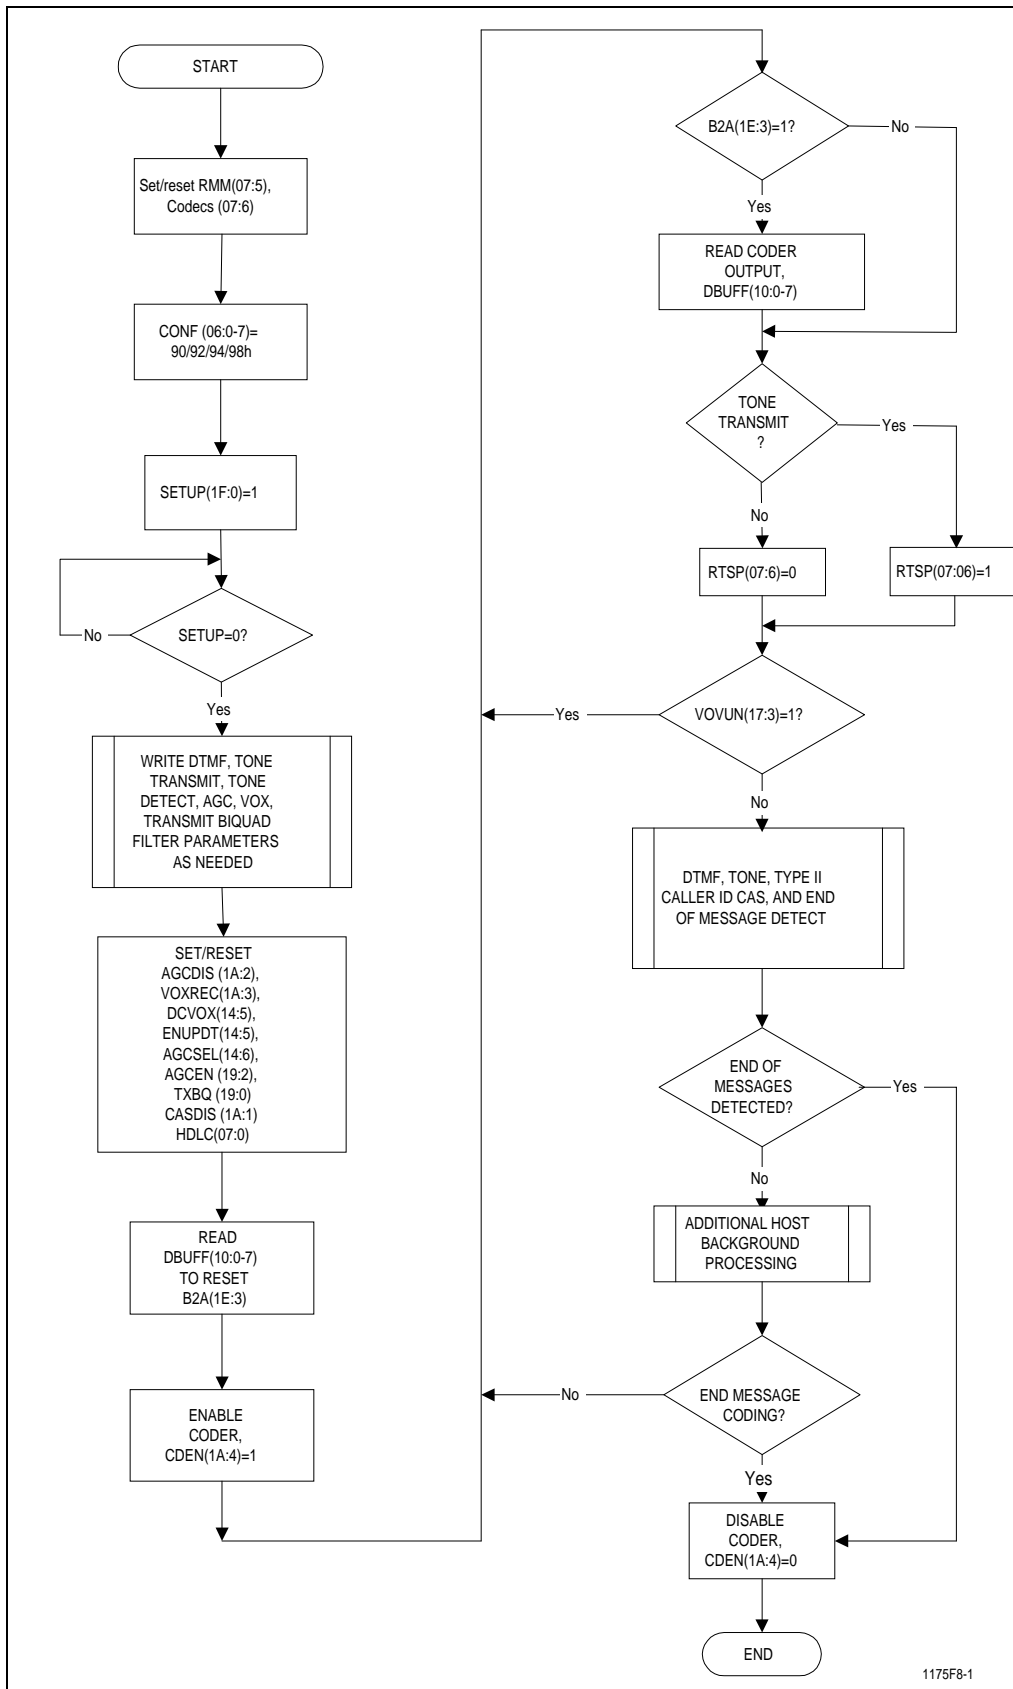 START
Set/reset RMM(07:5),
Codecs (07:6)
CONF (06:0-7)=
90/92/94/98h
SETUP(1F:0)=1
No
SETUP=0?
Yes
WRITE DTMF, TONE
TRANSMIT, TONE
DETECT, AGC, VOX,
TRANSMIT BIQUAD
FILTER PARAMETERS
AS NEEDED
SET/RESET
AGCDIS (1A:2),
VOXREC(1A:3),
DCVOX(14:5),
ENUPDT(14:5),
AGCSEL(14:6),
AGCEN (19:2),
TXBQ (19:0)
CASDIS (1A:1)
HDLC(07:0)
READ
DBUFF(10:0-7)
TO RESET
B2A(1E:3)
ENABLE
CODER,
CDEN(1A:4)=1
B2A(1E:3)=1?
No
Yes
READ CODER
OUTPUT,
DBUFF(10:0-7)
TONE
TRANSMIT
?
Yes
No
RTSP(07:6)=0
RTSP(07:06)=1
Yes
VOVUN(17:3)=1?
No
DTMF, TONE, TYPE II
CALLER ID CAS, AND END
OF MESSAGE DETECT
END OF
MESSAGES
DETECTED?
Yes
No
ADDITIONAL HOST
BACKGROUND
PROCESSING
No
END MESSAGE
CODING?
Yes
DISABLE
CODER,
CDEN(1A:4)=0
END
1175F8-1